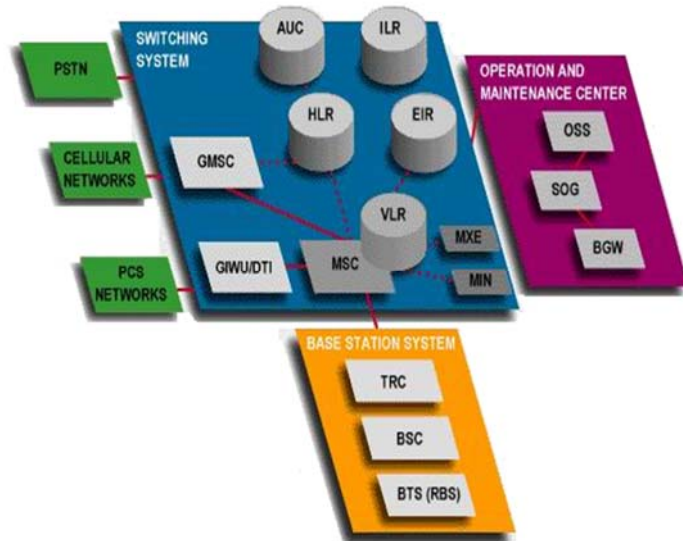 SWITCHING
SYSTEM
AUC
ILR
PSTN
OPERATION AND
MAINTENANCE CENTER
HLR
EIR
OSS
CELLULAR
NETWORKS
GMSC
SOG
VLR
MXE
BGW
PCS
NETWORKS
GIWU/DTI
MSC
MIN
BASE STATION SYSTEM
TRC
BSC
BTS (RBS)